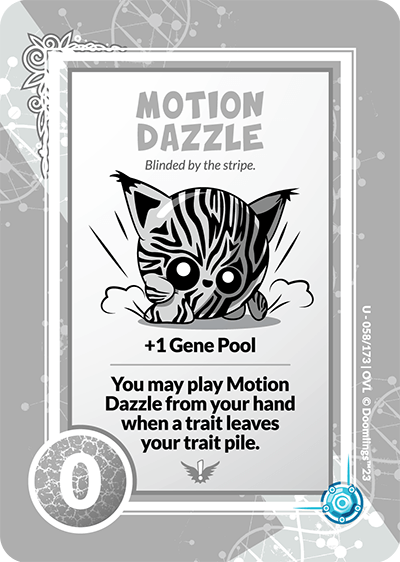 MOTION
DAZZLE
Blinded by the stripe.
+1 Gene Pool
You may play Motion
Dazzle from your hand
when a trait leaves
your trait pile.
0
U - 058/173 | OVL © Doomlings™ 23